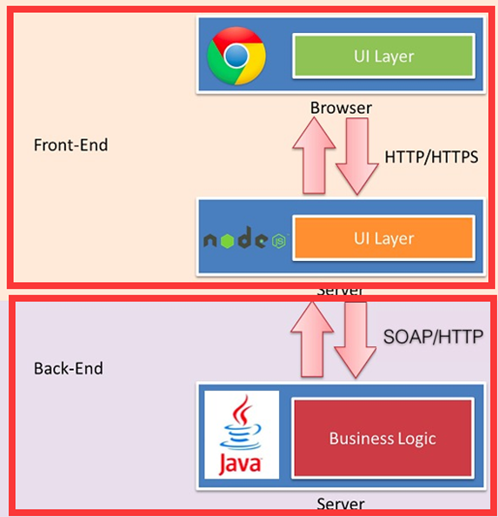 UI Layer
Browser
Front-End
HTTP/HTTPS
node JS
UI Layer
Server
SOAP/HTTP
Back-End
Java
Business Logic
Server